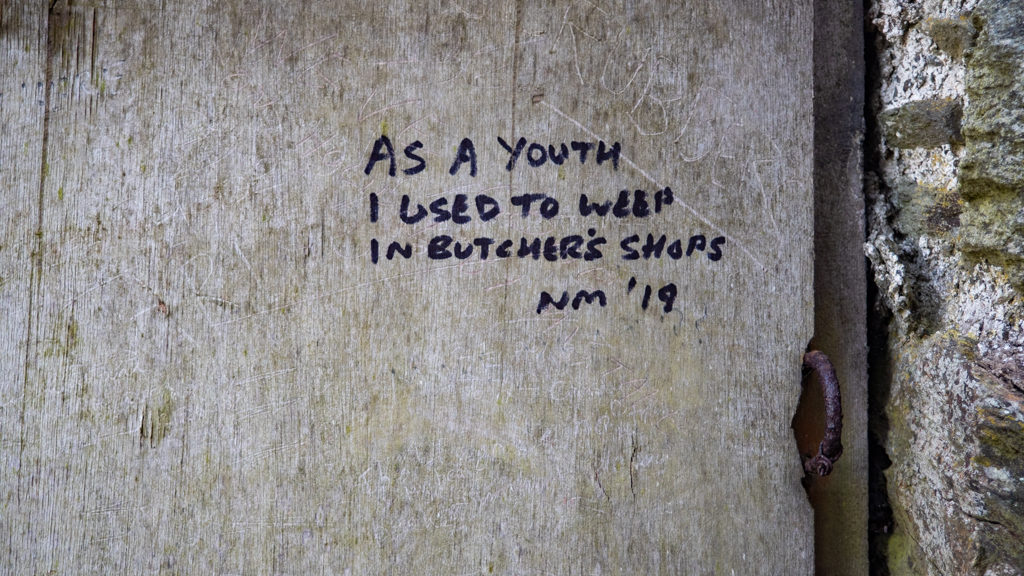 AS A YOUTH
I USED TO WEEP
IN BUTCHER'S SHOPS
NM '19